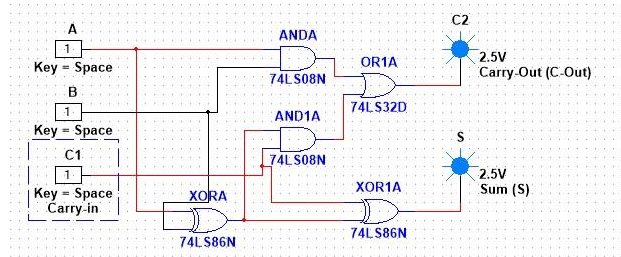 A
1
Key = Space
B
1
Key = Space
C1
1
Key = Space
Carry-in
ANDA
74LS08N
AND1A
74LS08N
XORA
74LS86N
OR1A
74LS32D
XOR1A
74LS86N
C2
2.5V
Carry-Out (C-Out)
S
2.5V
Sum (S)